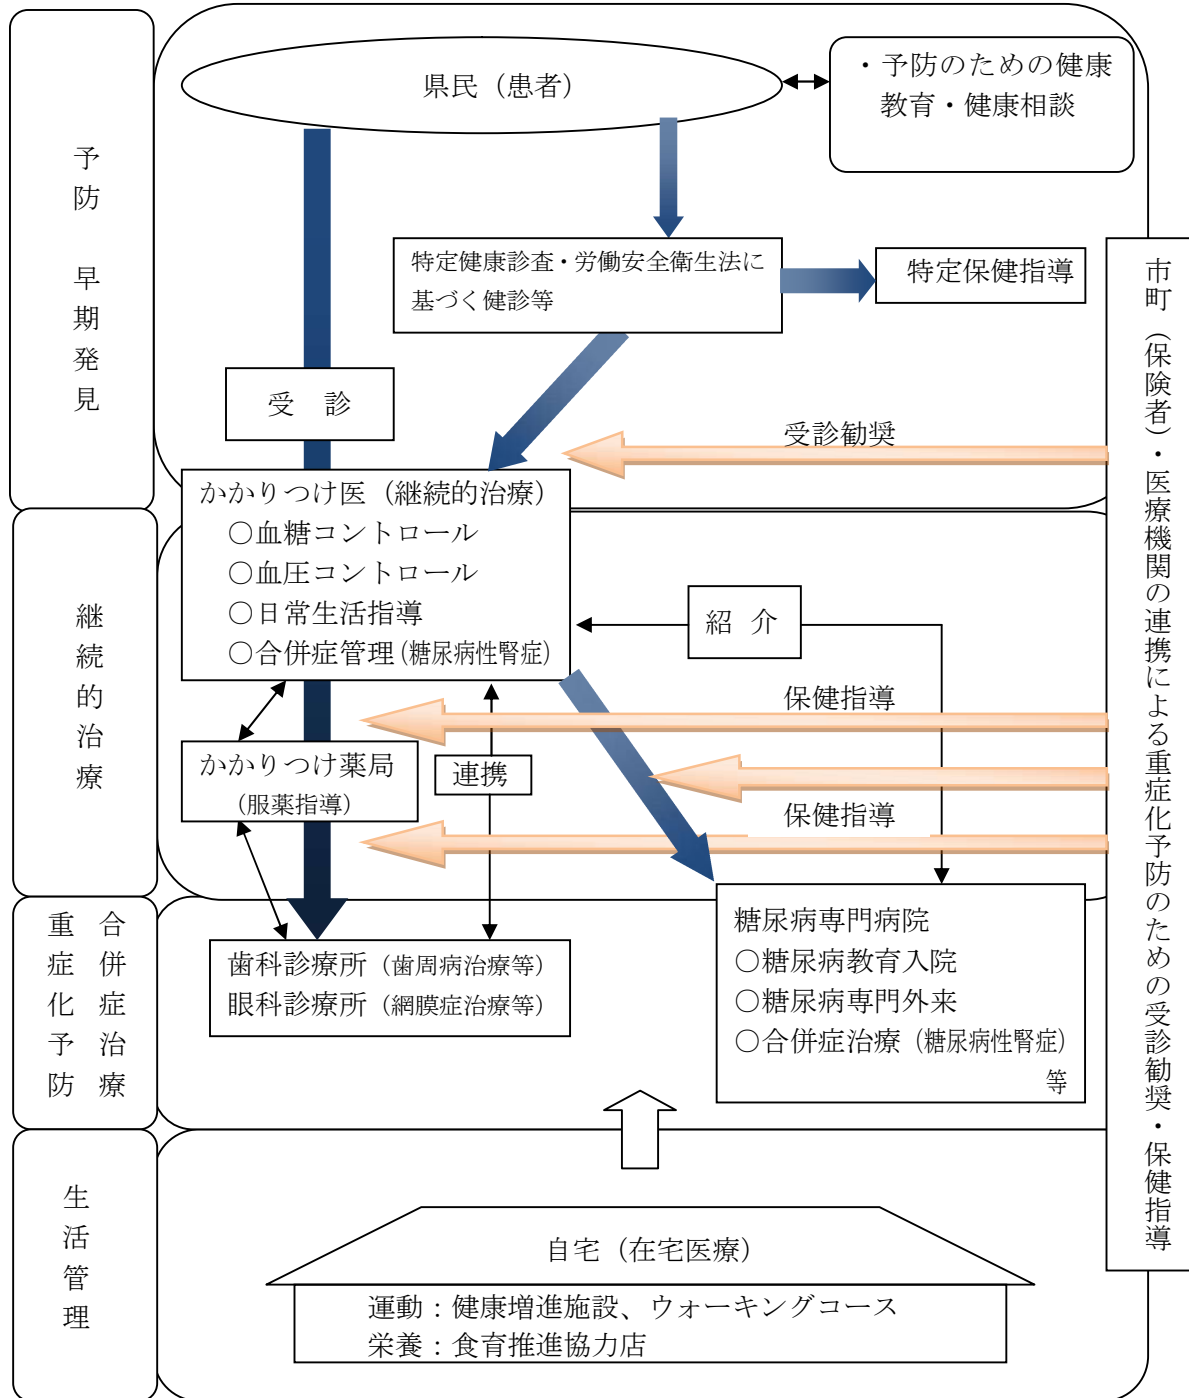 県民（患者）
・予防のための健康
教育・健康相談
予防　早期発見
特定健康診査・労働安全衛生法に
基づく健診等
特定保健指導
受　診
受診勧奨
市町（保険者）・医療機関の連携による重症化予防のための受診勧奨・保健指導
かかりつけ医（継続的治療）
〇血糖コントロール
〇血圧コントロール
〇日常生活指導
〇合併症管理（糖尿病性腎症）
継続的治療
紹　介
保健指導
かかりつけ薬局
（服薬指導）
連携
保健指導
合併症治療
重症化予防
歯科診療所（歯周病治療等）
眼科診療所（網膜症治療等）
糖尿病専門病院
〇糖尿病教育入院
〇糖尿病専門外来
〇合併症治療（糖尿病性腎症）
等
生活管理
自宅（在宅医療）
運動：健康増進施設、ウォーキングコース
栄養：食育推進協力店